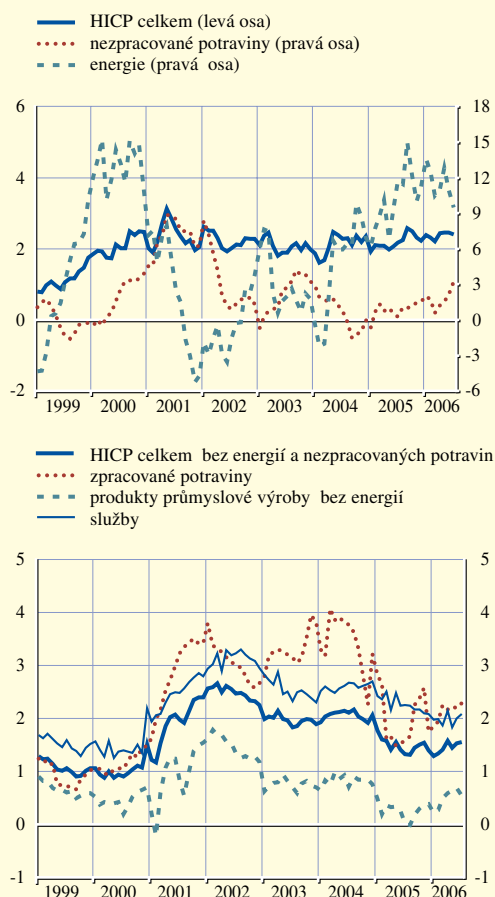 HICP celkem (levá osa)
nezpracované potraviny (pravá osa)
energie (pravá osa)
6 18
15
4 12
9
2 6
3
0 0
-3
-2 -6
1999 2000 2001 2002 2003 2004 2005 2006
HICP celkem bez energií a nezpracovaných potravin
zpracované potraviny
produkty průmyslové výroby bez energií
služby
5 5
4 4
3 3
2 2
1 1
0 0
-1 -1
1999 2000 2001 2002 2003 2004 2005 2006